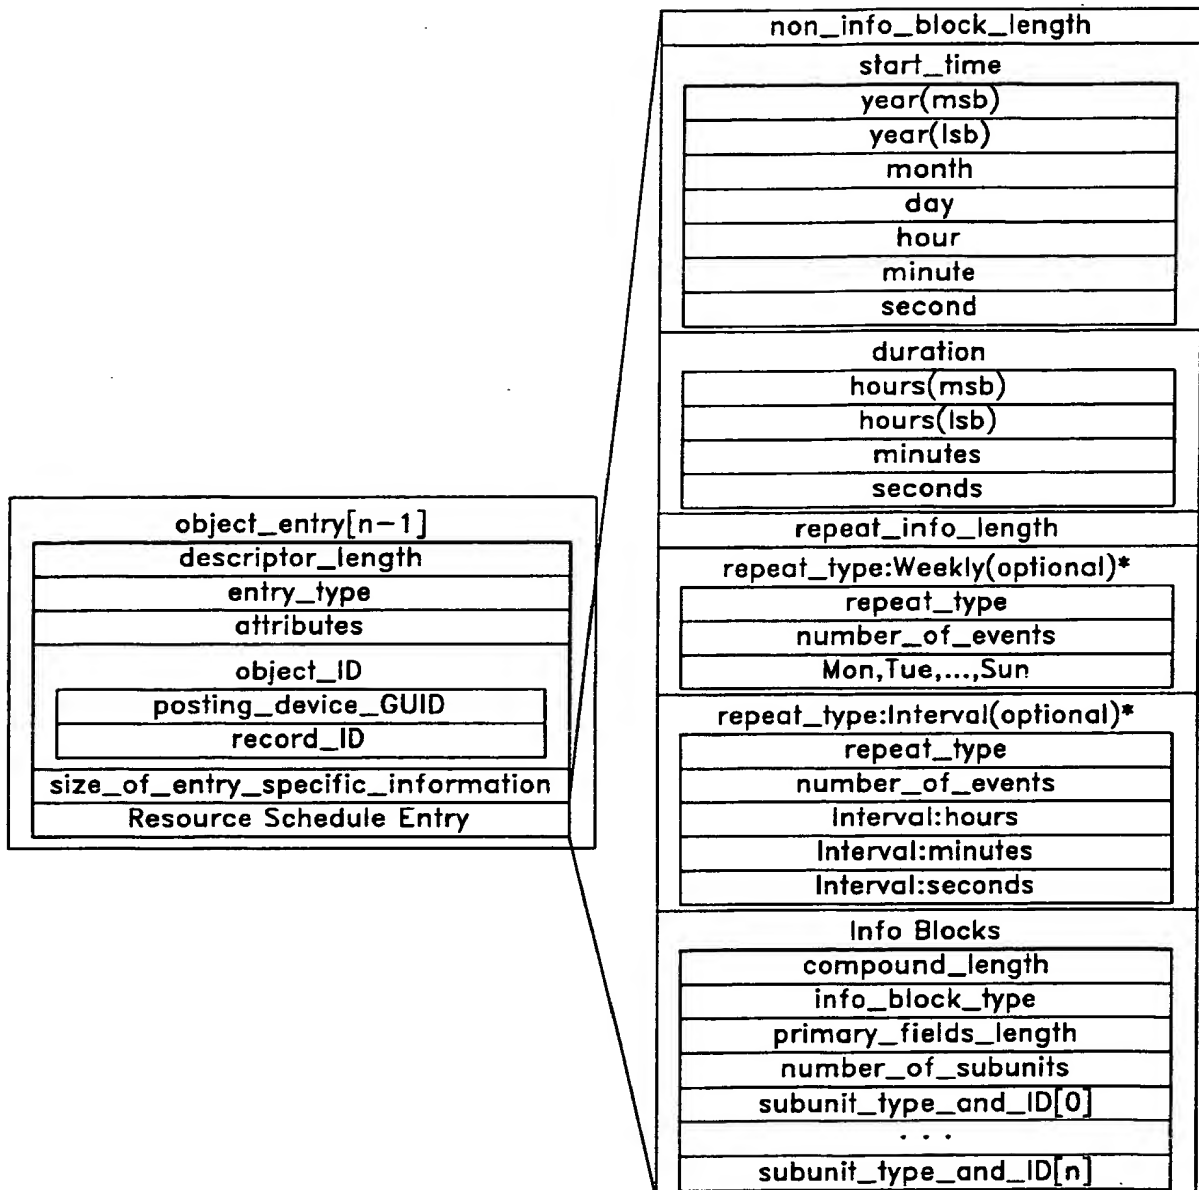 object_entry[n-1]
descriptor_length
entry_type
attributes
object_ID
posting_device_GUID
record_ID
size_of_entry_specific_information
Resource Schedule Entry
non_info_block_length
start_time
year(msb)
year(lsb)
month
day
hour
minute
second
duration
hours(msb)
hours(lsb)
minutes
seconds
repeat_info_length
repeat_type:Weekly(optional)*
repeat_type
number_of_events
Mon,Tue,...,Sun
repeat_type:Interval(optional)*
repeat_type
number_of_events
Interval:hours
Interval:minutes
Interval:seconds
Info Blocks
compound_length
info_block_type
primary_fields_length
number_of_subunits
subunit_type_and_ID[0]
...
subunit_type_and_ID[n]